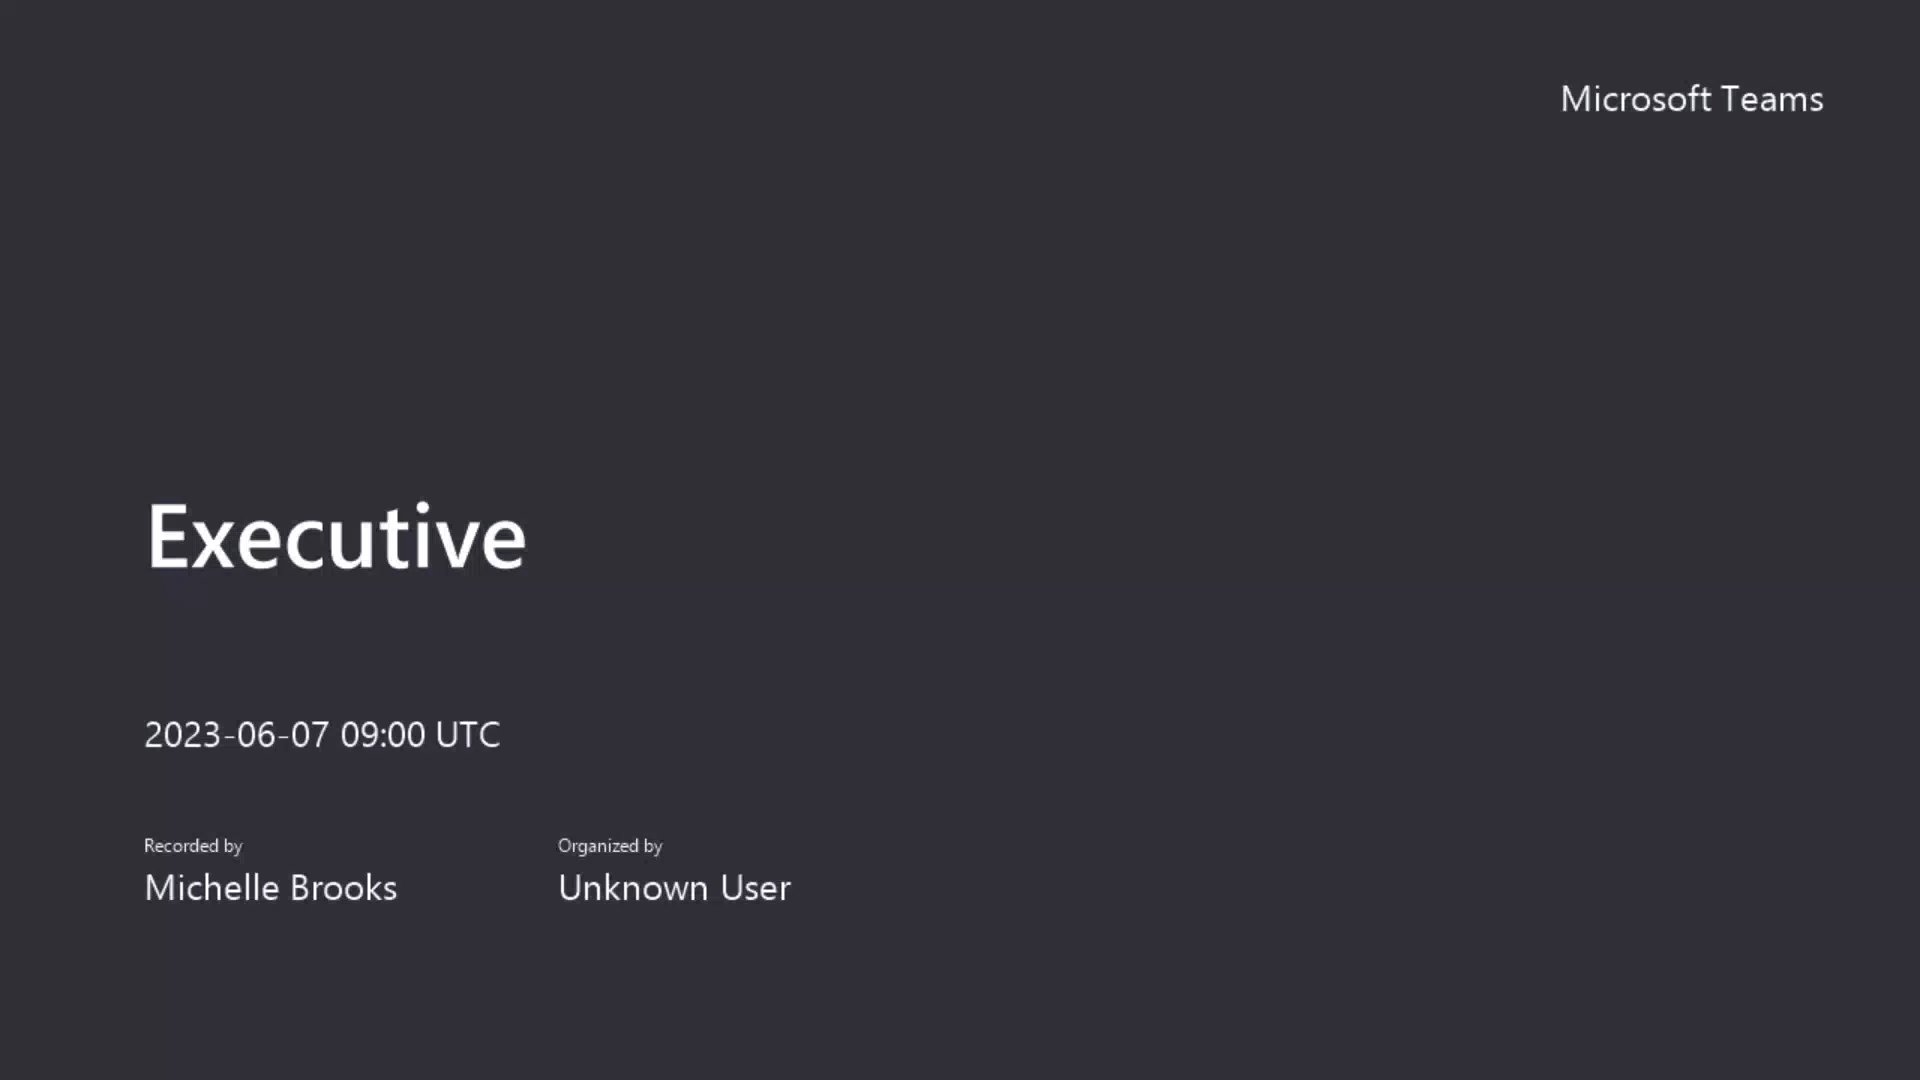 Microsoft Teams
Executive
2023-06-07 09:00 UTC
Recorded by
Michelle Brooks
Organized by
Unknown User